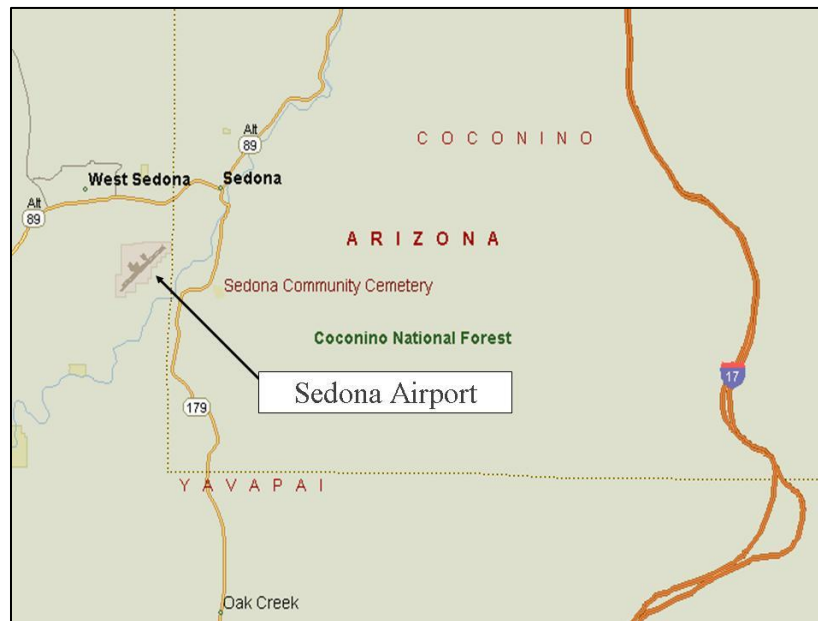 Alt
89
COCONINO
West Sedona
Sedona
Alt
89
ARIZONA
Sedona Community Cemetery
Coconino National Forest
17
Sedona Airport
179
YAVAPAI
Oak Creek